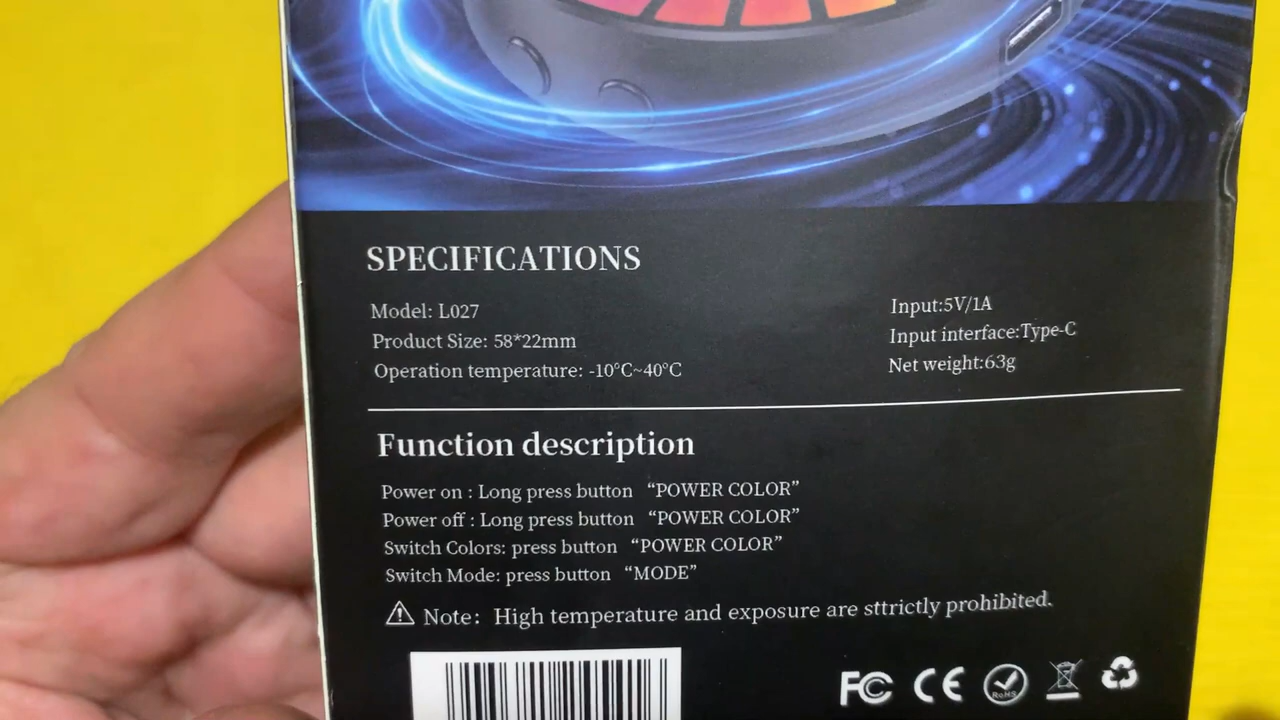 SPECIFICATIONS
Model: L027
Product Size: 58*22mm
Operation temperature: -10°C~40°C
Input:5V/1A
Input interface:Type-C
Net weight:63g
Function description
Power on : Long press button “POWER COLOR”
Power off : Long press button “POWER COLOR”
Switch Colors: press button “POWER COLOR”
Switch Mode: press button “MODE”
Note: High temperature and exposure are sttrictly prohibited.
FC CE RoHS